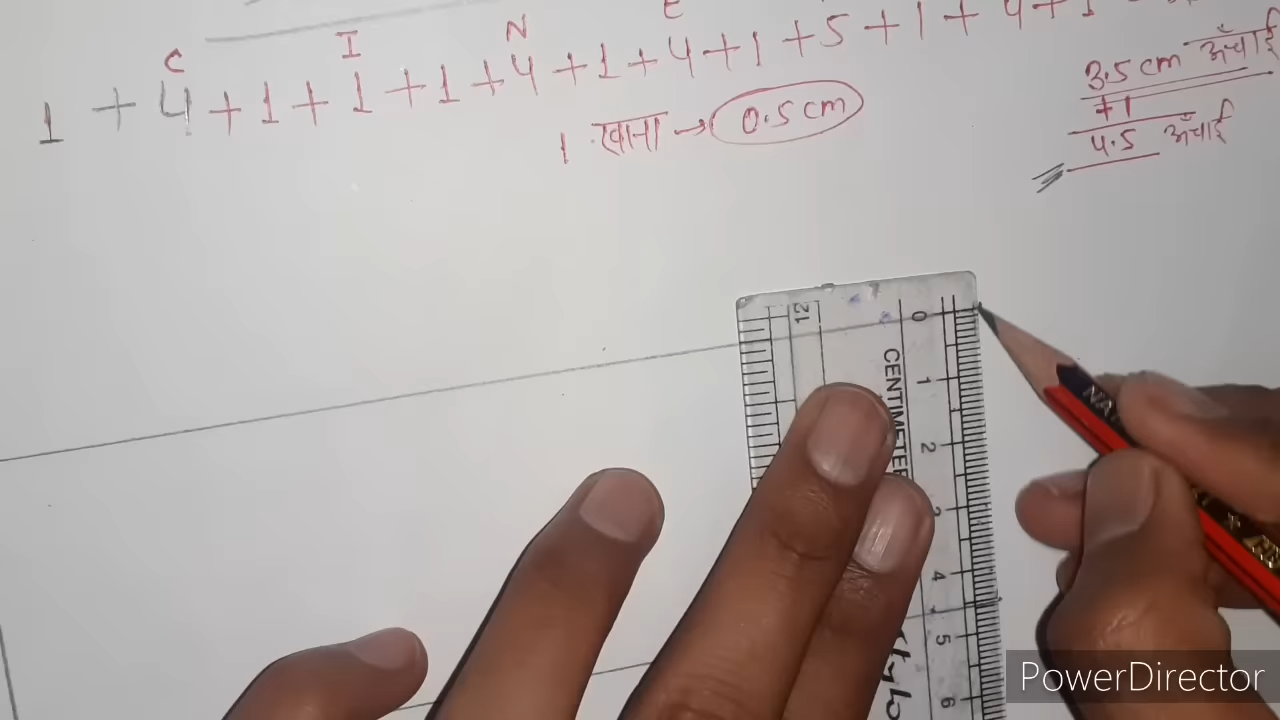 C I N E
1 + 4 + 1 + 1 + 1 + 4 + 1 + 4 + 1 + 5 + 1 + 4 + 1
1 खाना → 0.5 cm
3.5 cm ऊँचाई
+1
4.5 ऊँचाई
12
0 1 2 3 4 5 6
CENTIMETER
PowerDirector